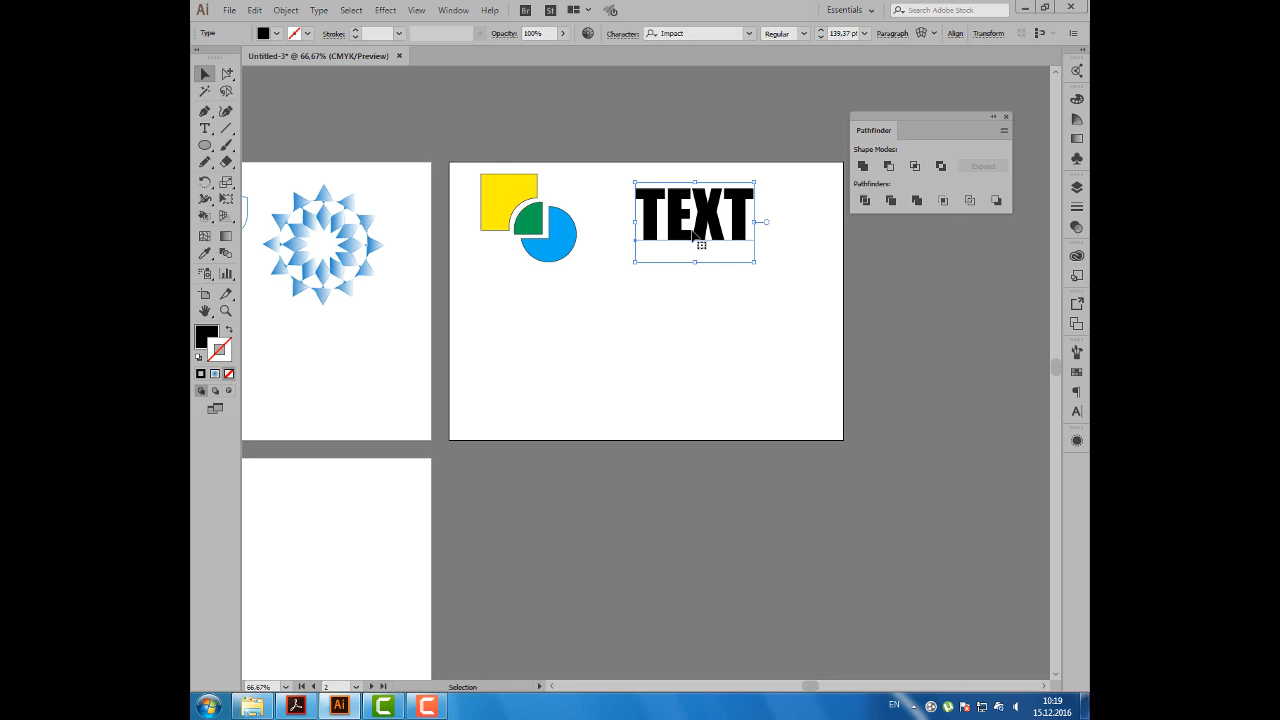 Ai File Edit Object Type Select Effect View Window Help Br St Essentials Search Adobe Stock
Type Strokes: Opacity: 100% Character: Impact Regular 139,37 pt Paragraph Align Transform
Untitled-3* @ 66,67% (CMYK/Preview)
Pathfinder
Shape Modes:
Expand
Pathfinders:
TEXT
66,67% 2 Selection
Ai C C EN 10:19
15.12.2016